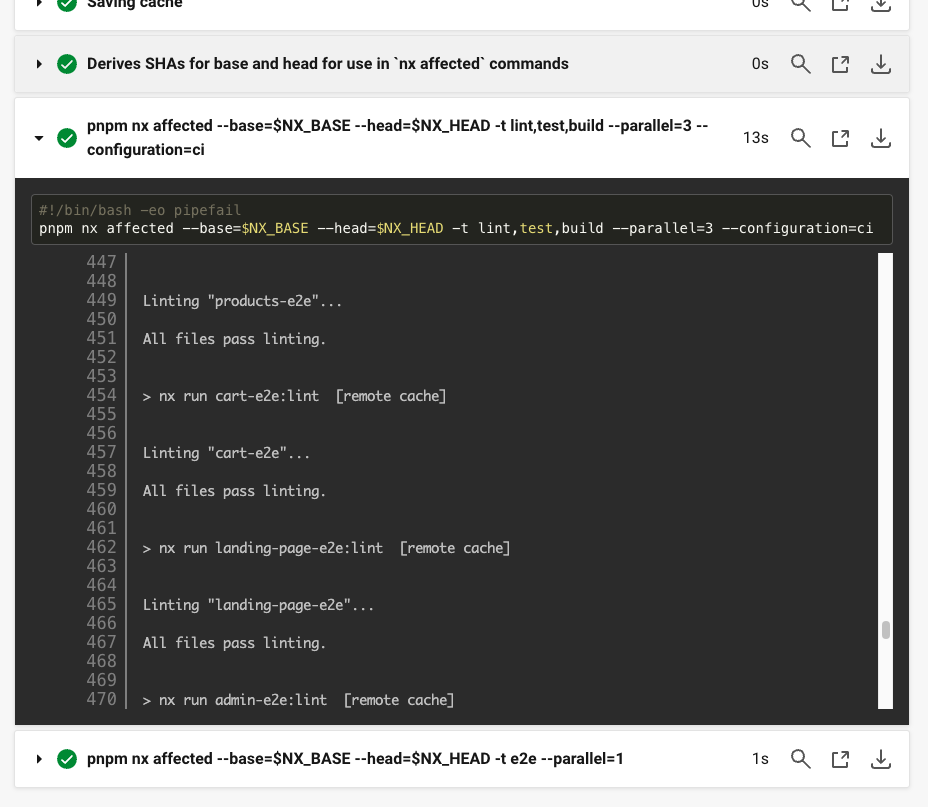 Saving cache 0s
Derives SHAs for base and head for use in `nx affected` commands 0s
pnpm nx affected --base=$NX_BASE --head=$NX_HEAD -t lint,test,build --parallel=3 --
configuration=ci 13s
#!/bin/bash -eo pipefail
pnpm nx affected --base=$NX_BASE --head=$NX_HEAD -t lint,test,build --parallel=3 --configuration=ci
447
448
449 Linting "products-e2e"...
450
451 All files pass linting.
452
453
454 > nx run cart-e2e:lint [remote cache]
455
456
457 Linting "cart-e2e"...
458
459 All files pass linting.
460
461
462 > nx run landing-page-e2e:lint [remote cache]
463
464
465 Linting "landing-page-e2e"...
466
467 All files pass linting.
468
469
470 > nx run admin-e2e:lint [remote cache]
pnpm nx affected --base=$NX_BASE --head=$NX_HEAD -t e2e --parallel=1 1s